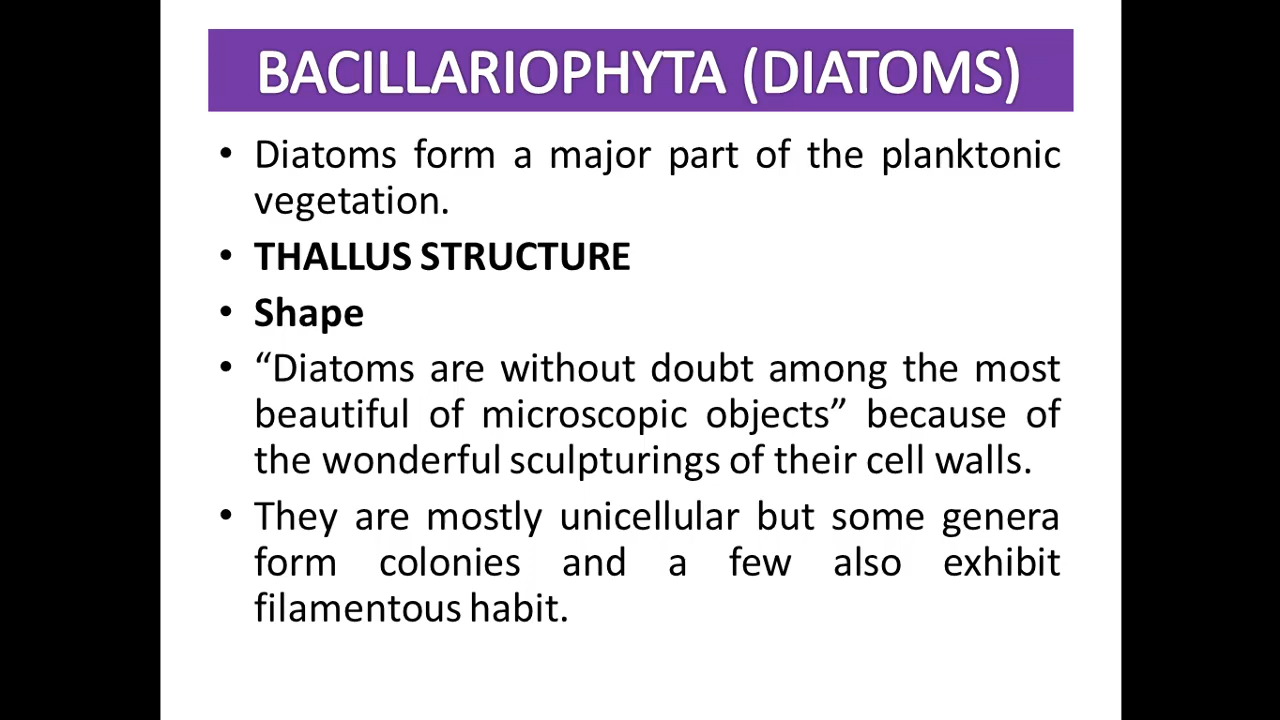 BACILLARIOPHYTA (DIATOMS)
• Diatoms form a major part of the planktonic
vegetation.
• THALLUS STRUCTURE
• Shape
• “Diatoms are without doubt among the most
beautiful of microscopic objects” because of
the wonderful sculpturings of their cell walls.
• They are mostly unicellular but some genera
form colonies and a few also exhibit
filamentous habit.